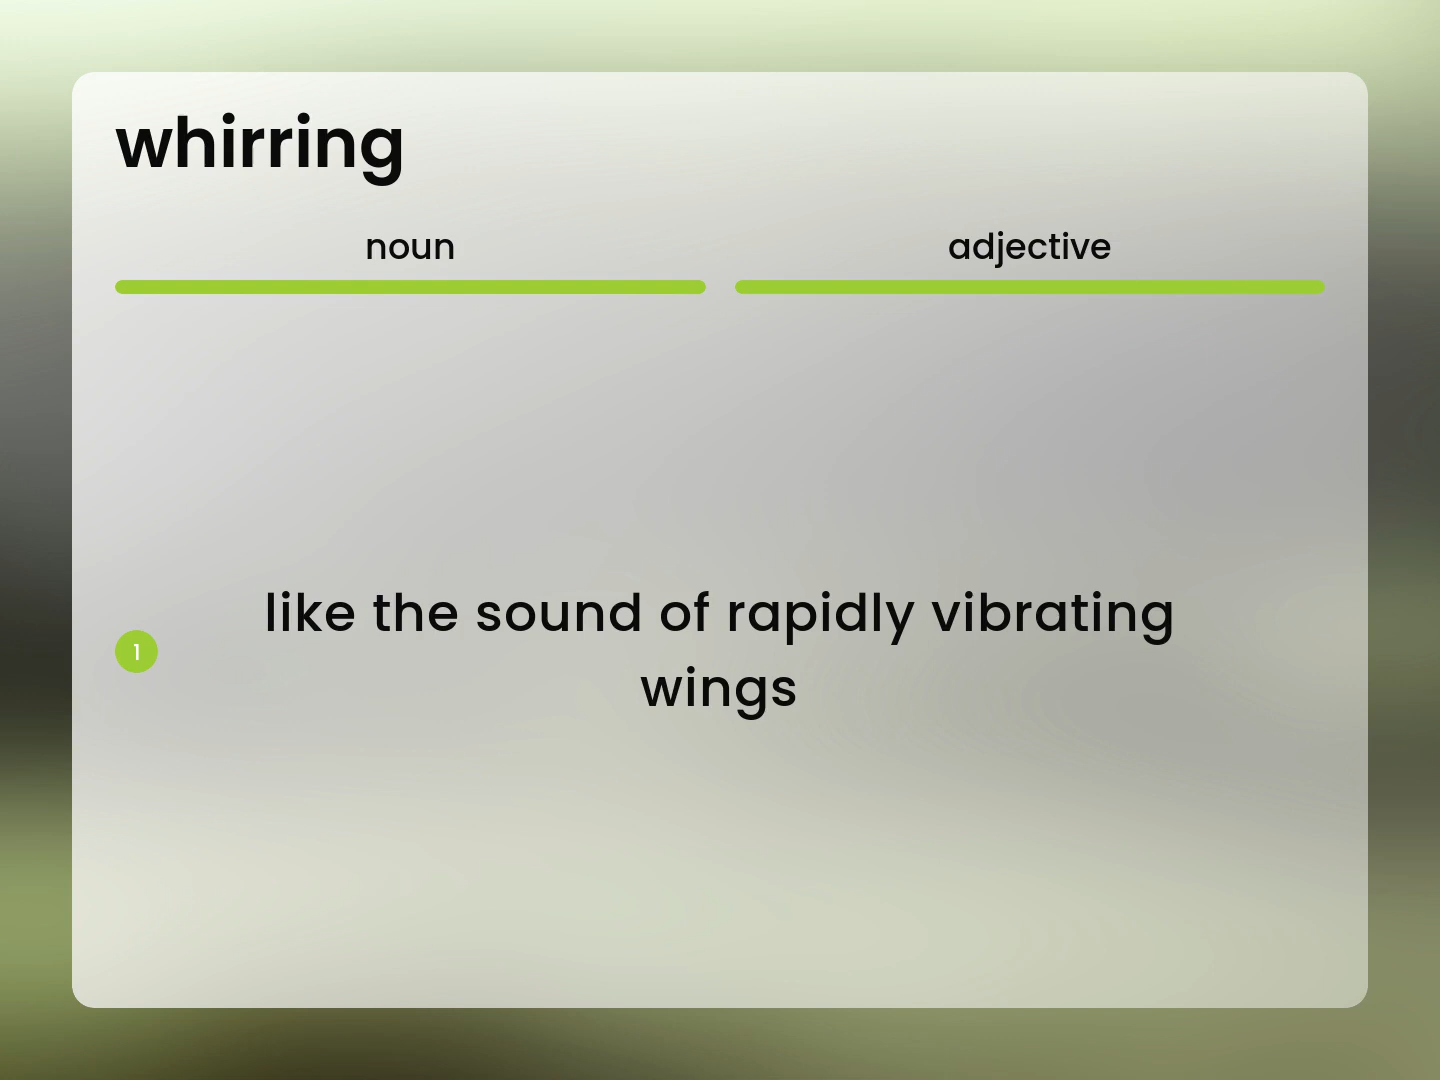 whirring
noun
adjective
1
like the sound of rapidly vibrating
wings